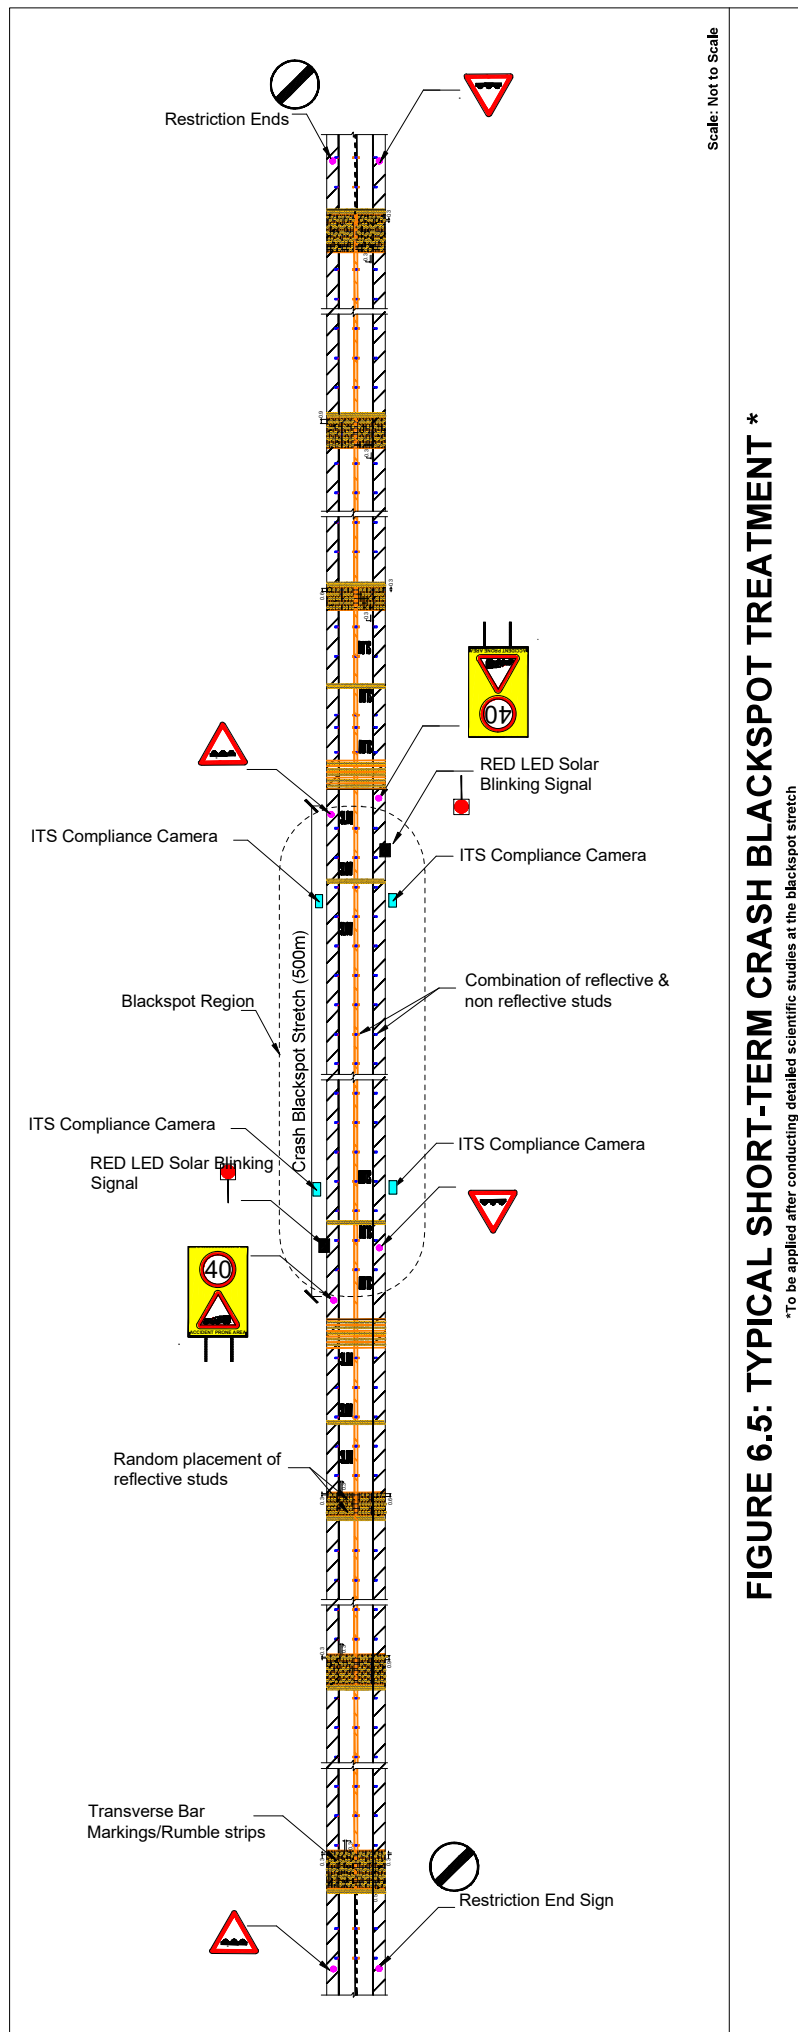 Scale: Not to Scale
Restriction Ends
ACCIDENT PRONE AREA
40
RED LED Solar
Blinking Signal
ITS Compliance Camera
ITS Compliance Camera
Crash Blackspot Stretch (500m)
Blackspot Region
Combination of reflective &
non reflective studs
ITS Compliance Camera
ITS Compliance Camera
RED LED Solar Blinking
Signal
40
ACCIDENT PRONE AREA
Random placement of
reflective studs
Transverse Bar
Markings/Rumble strips
Restriction End Sign
FIGURE 6.5: TYPICAL SHORT-TERM CRASH BLACKSPOT TREATMENT *
*To be applied after conducting detailed scientific studies at the blackspot stretch